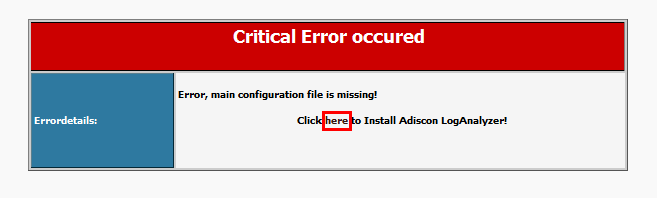 Critical Error occured
Error, main configuration file is missing!
Errordetails:
Click here to Install Adiscon LogAnalyzer!